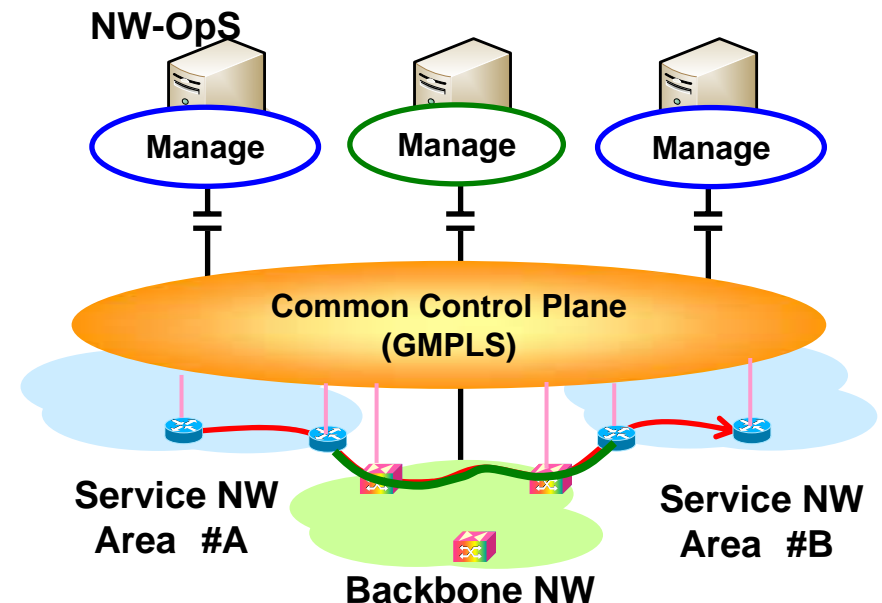 NW-OpS
Manage
Manage
Manage
Common Control Plane
(GMPLS)
Service NW
Area #A
Service NW
Area #B
Backbone NW